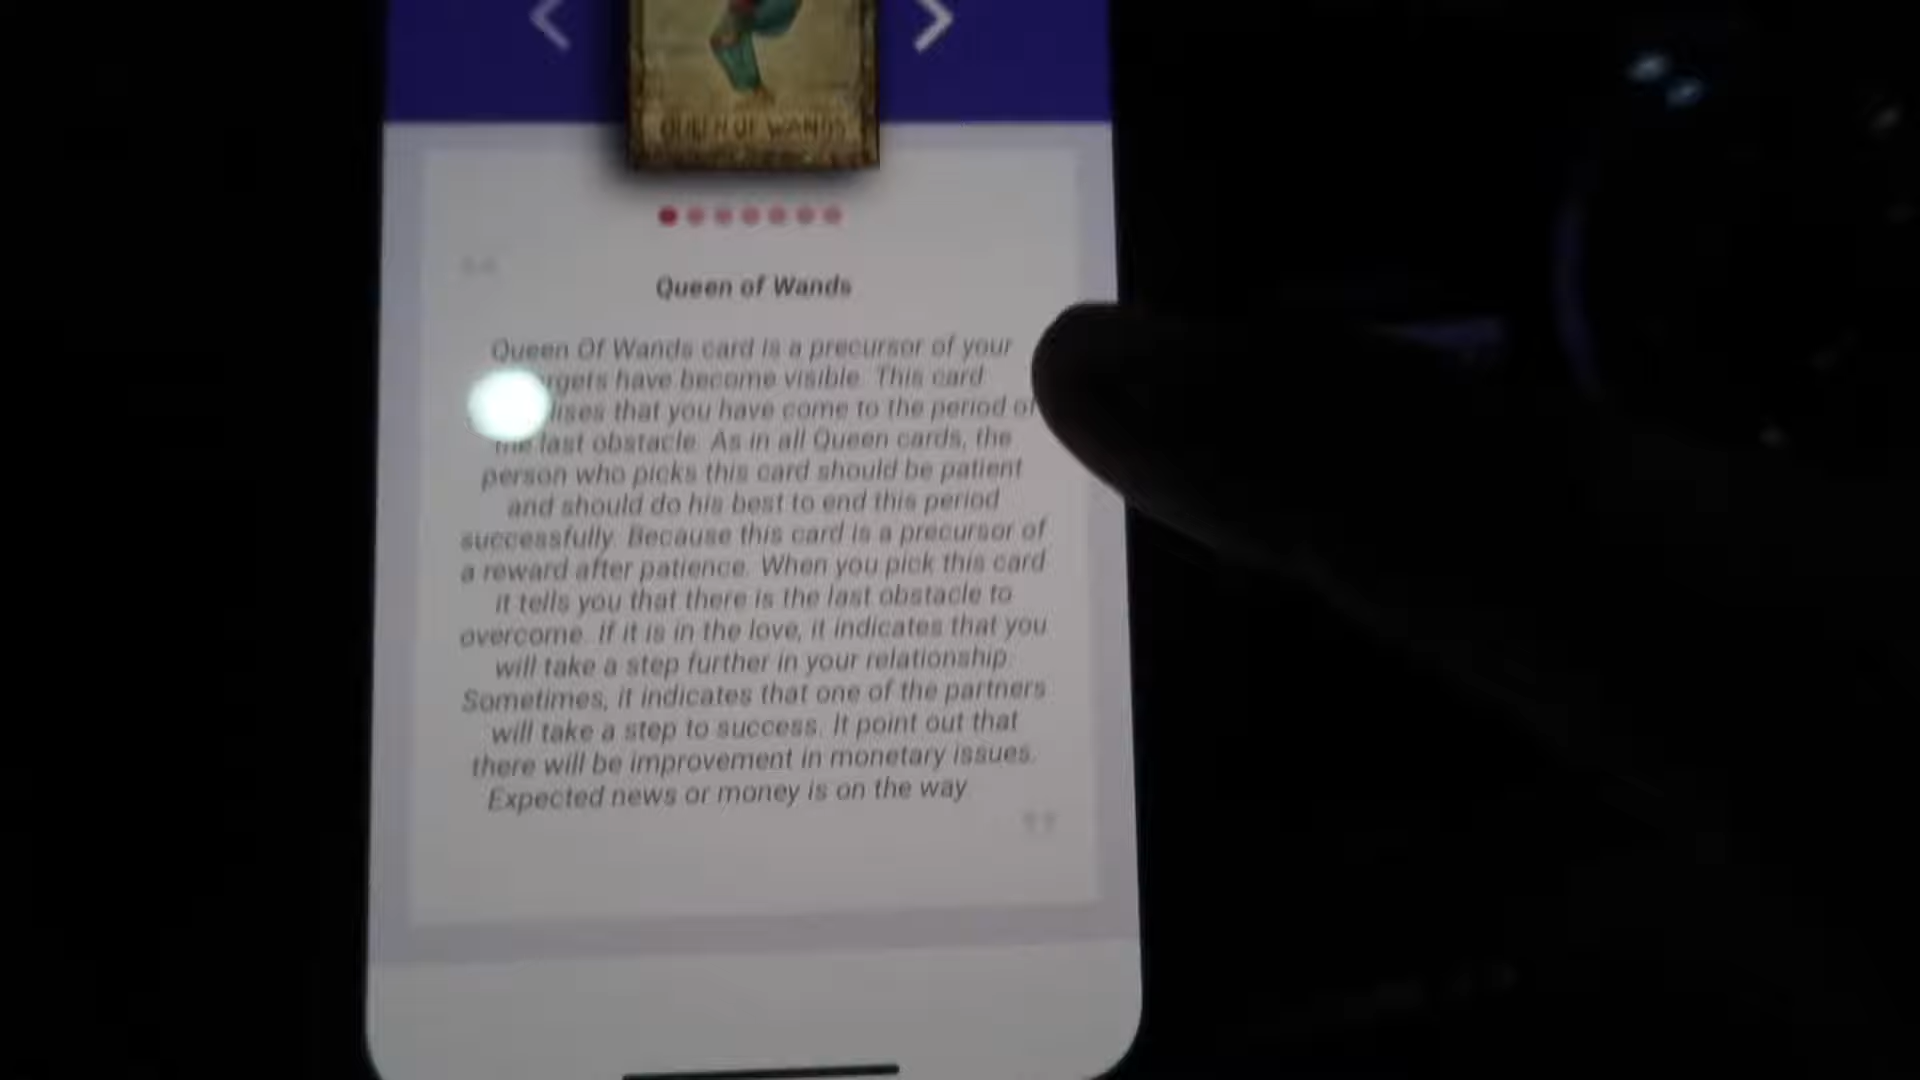 QUEEN OF WANDS
Queen of Wands
Queen Of Wands card is a precursor of your
have become visible. This card
that you have come to the period of
the last obstacle. As in all Queen cards, the
person who picks this card should be patient
and should do his best to end this period
successfully. Because this card is a precursor of
a reward after patience. When you pick this card
it tells you that there is the last obstacle to
overcome. If it is in the love, it indicates that you
will take a step further in your relationship.
Sometimes, it indicates that one of the partners
will take a step to success. It point out that
there will be improvement in monetary issues.
Expected news or money is on the way